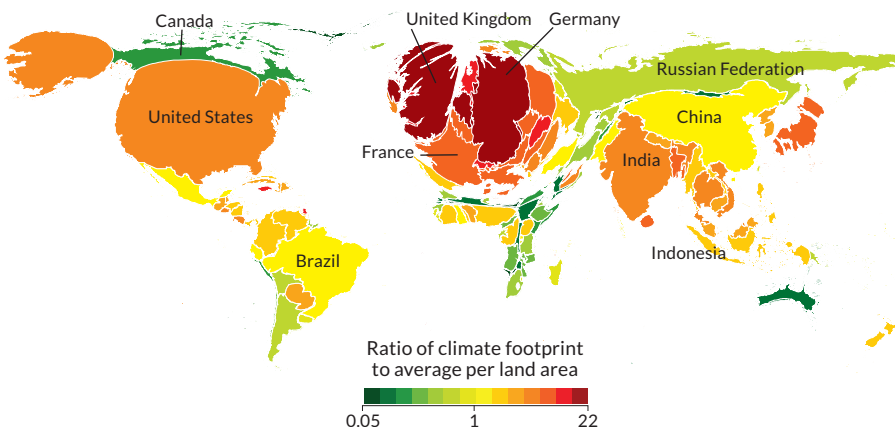 Canada
United Kingdom
Germany
Russian Federation
United States
China
France
India
Indonesia
Brazil
Ratio of climate footprint
to average per land area
0.05 1 22